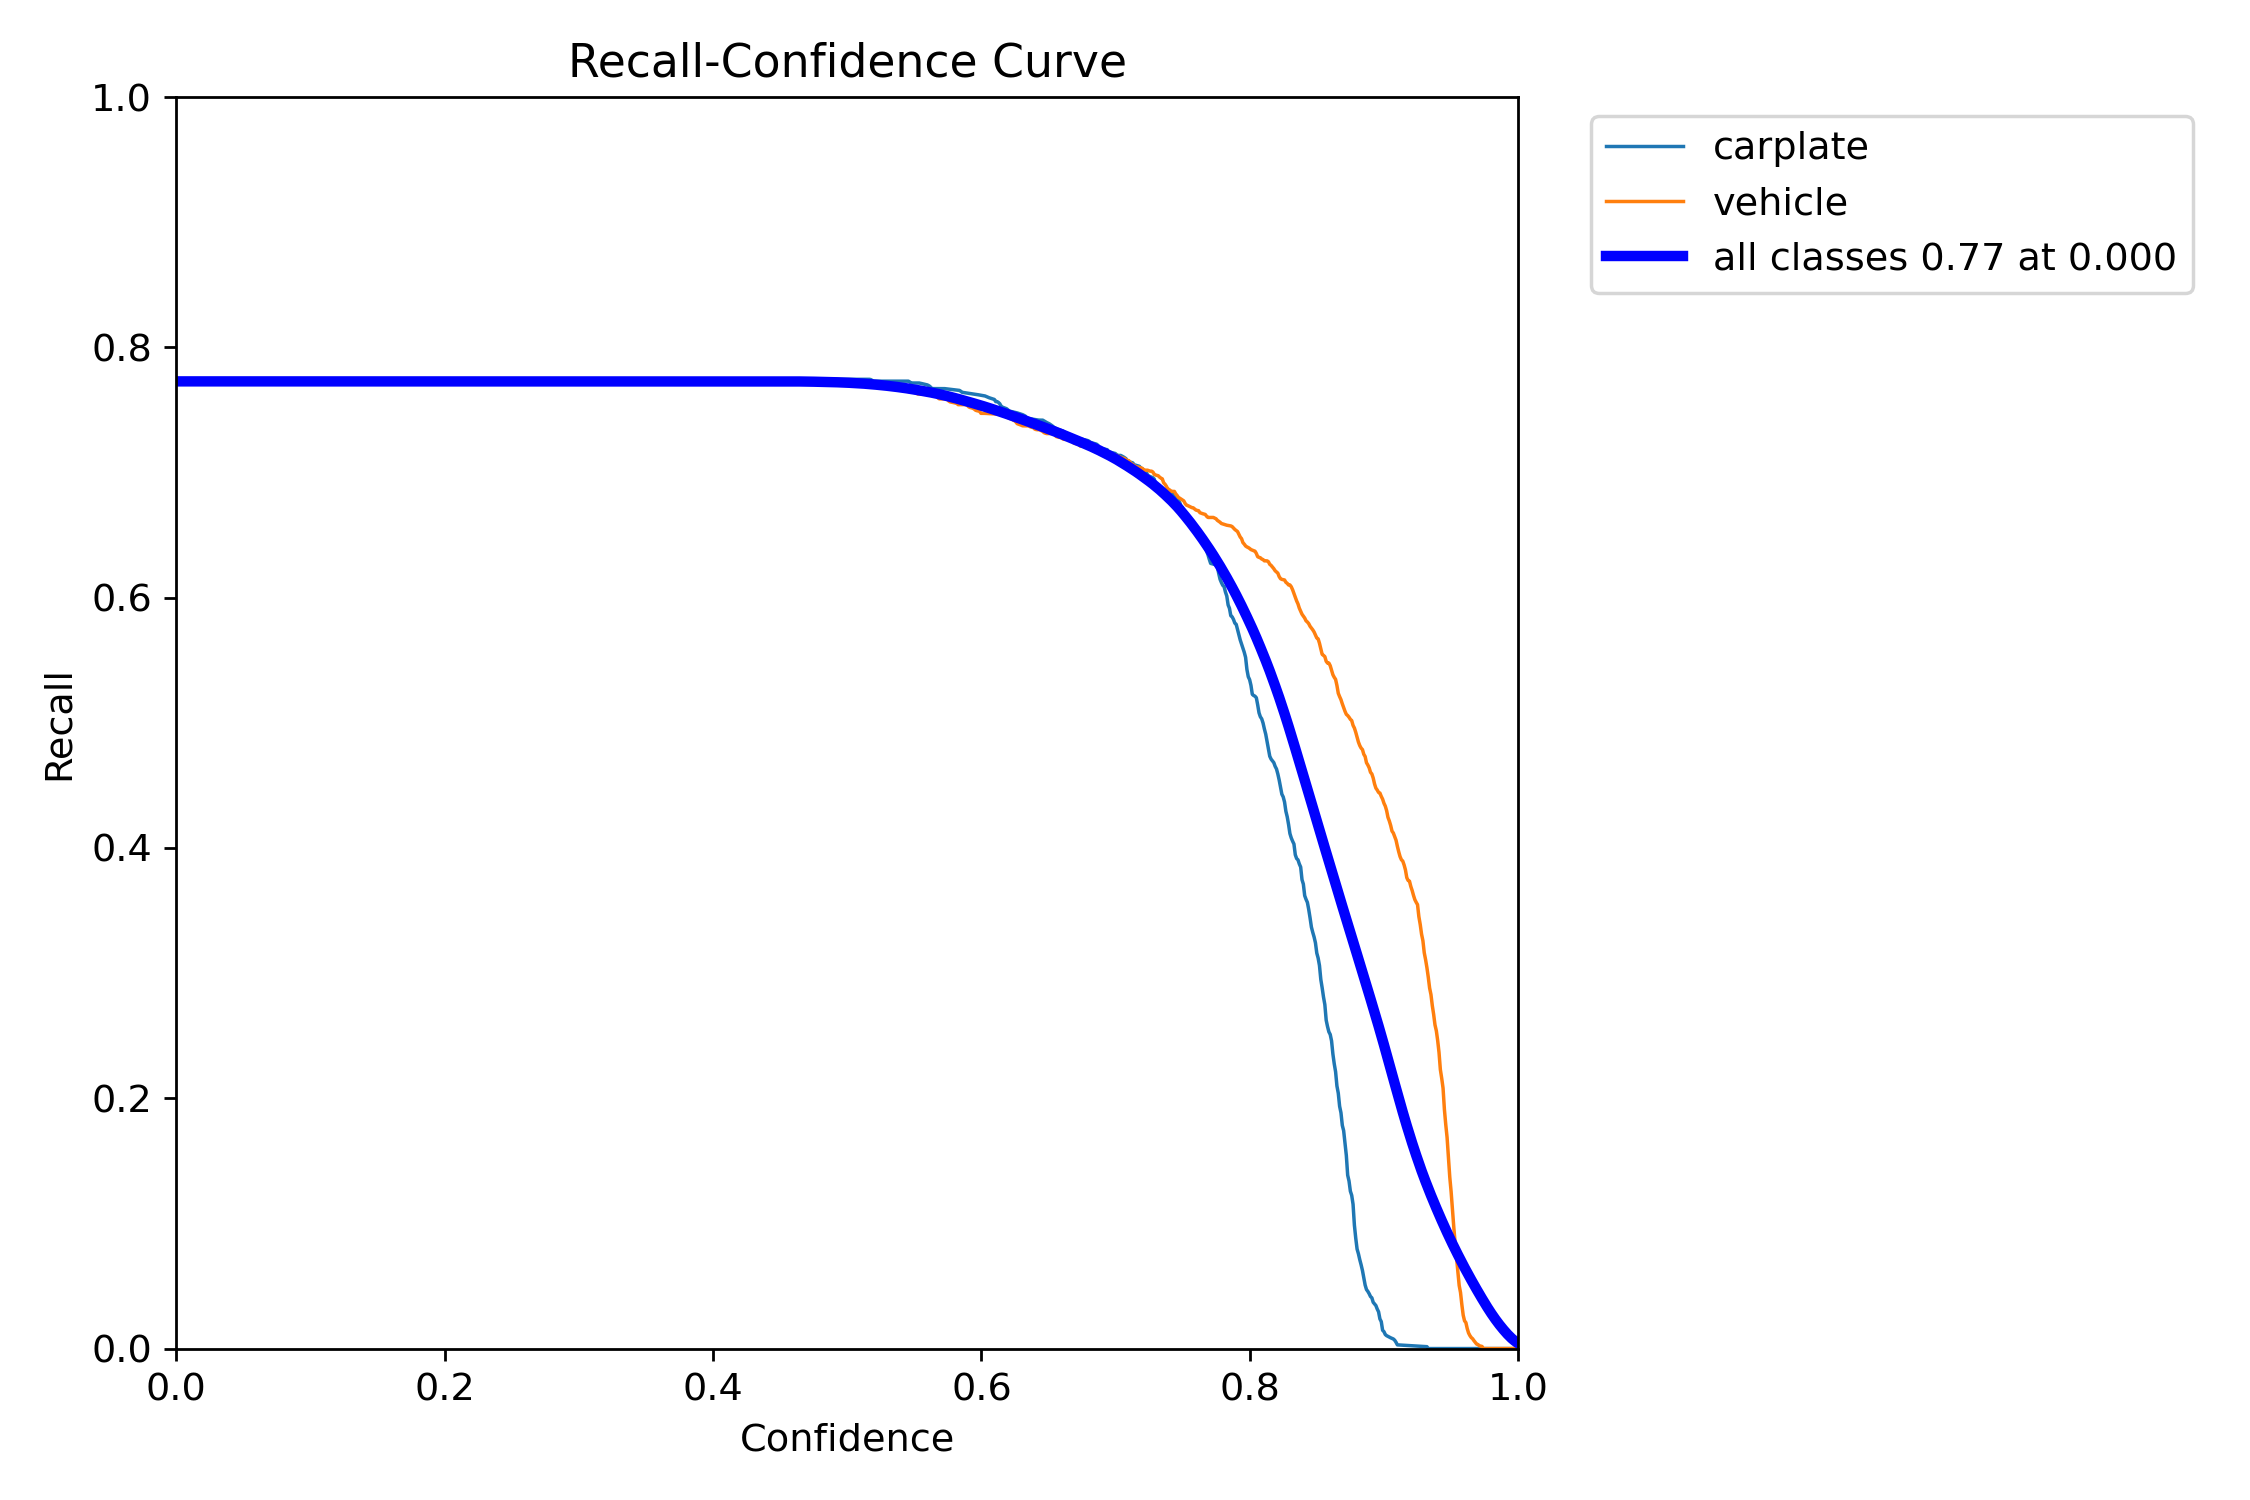 Recall-Confidence Curve
1.0
0.8
0.6
0.4
0.2
0.0
Recall
0.0 0.2 0.4 0.6 0.8 1.0
Confidence
carplate
vehicle
all classes 0.77 at 0.000